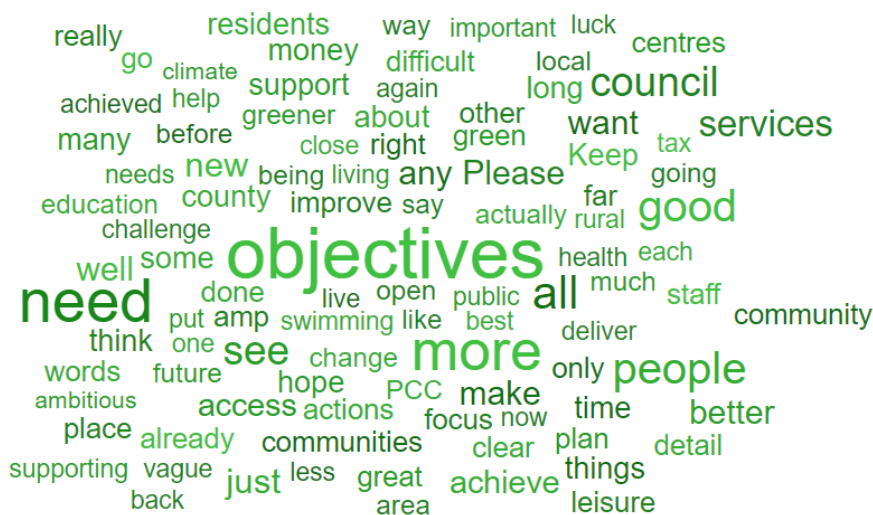 really residents way important luck
go money difficult local centres
climate support again long council
achieved help greener about other want services
many before close right green Keep tax
needs new being living any Please going
education county improve say actually rural far good
challenge
well some objectives health each
need done live open public all much staff
put amp swimming like best deliver community
think one see change more only people
words future hope PCC make
ambitious access actions focus now time better
place already communities clear plan detail
supporting vague just less great achieve things
back area leisure